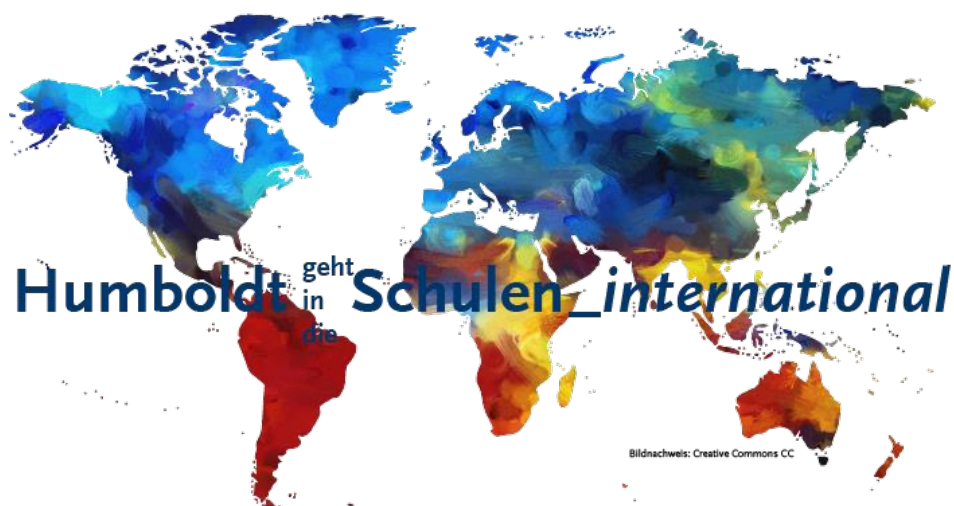 Humboldt geht in die Schulen_international
Bildnachweis: Creative Commons CC